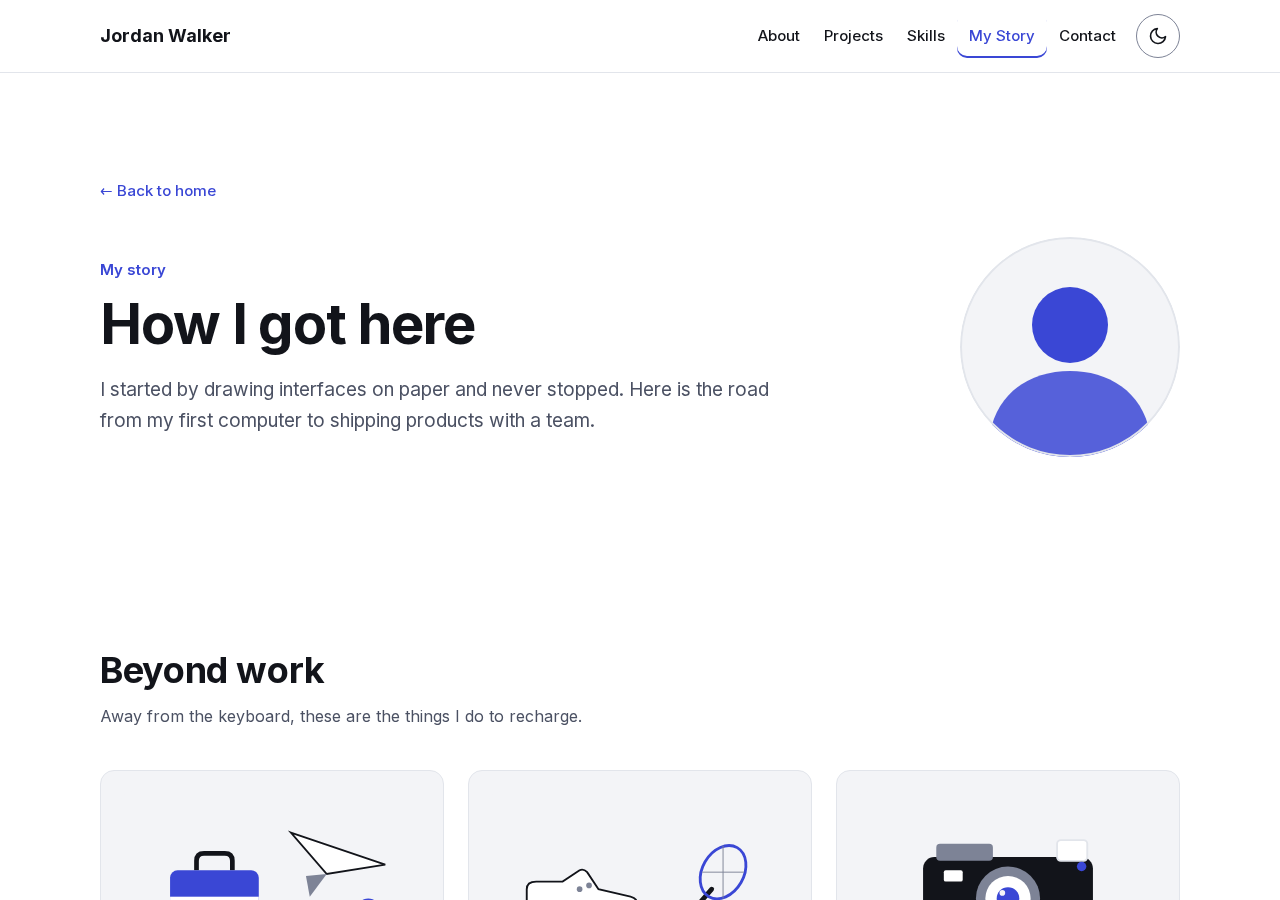 Jordan Walker
About Projects Skills My Story Contact
← Back to home
My story
How I got here
I started by drawing interfaces on paper and never stopped. Here is the road
from my first computer to shipping products with a team.
Beyond work
Away from the keyboard, these are the things I do to recharge.